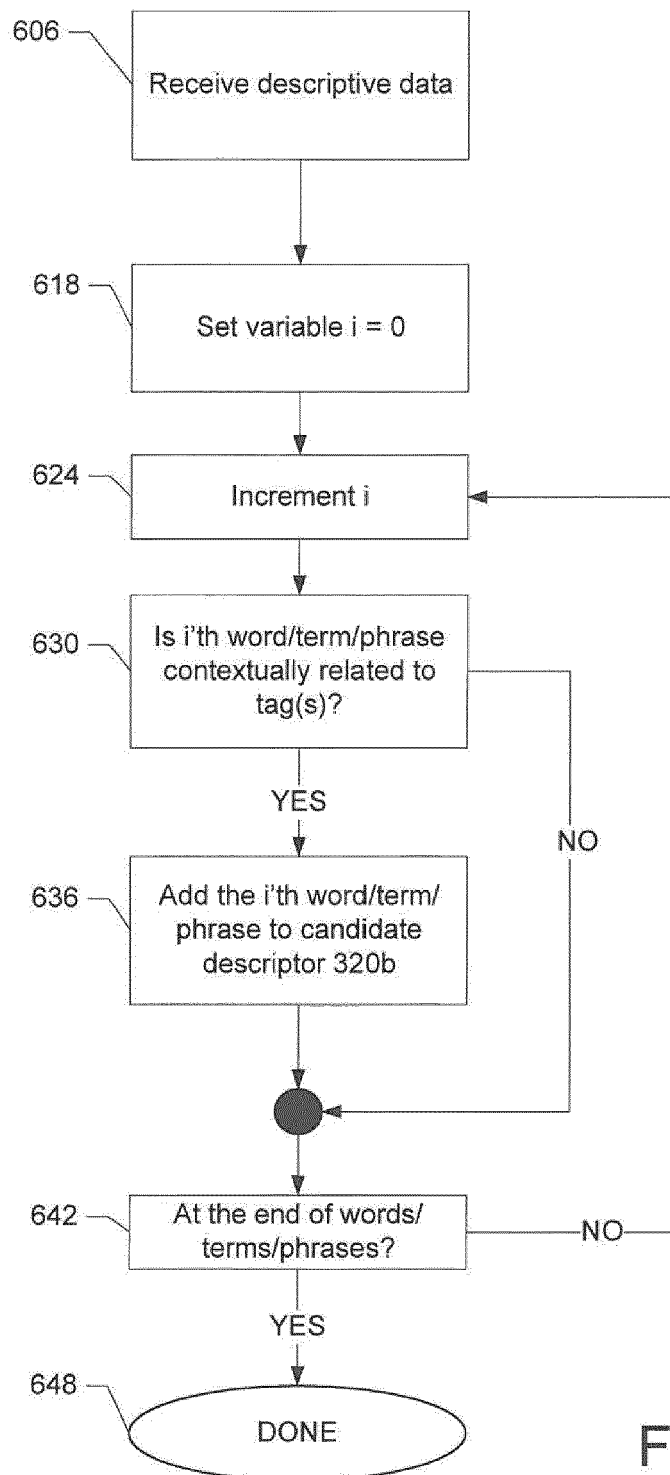 606
Receive descriptive data
618
Set variable i = 0
624
Increment i
630
Is i'th word/term/phrase
contextually related to
tag(s)?
YES
NO
636
Add the i'th word/term/
phrase to candidate
descriptor 320b
642
At the end of words/
terms/phrases?
NO
YES
648
DONE
F